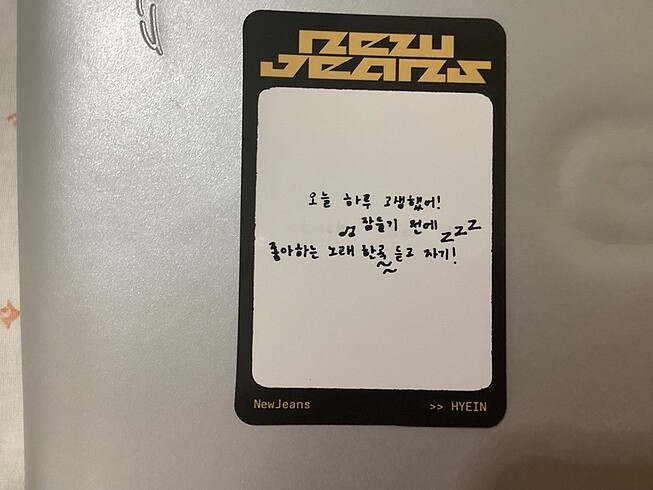 new
jeans
오늘 하루 고생했어!
잠들기 전에 zzz
좋아하는 노래 한곡 듣고 자기!
NewJeans >> HYEIN